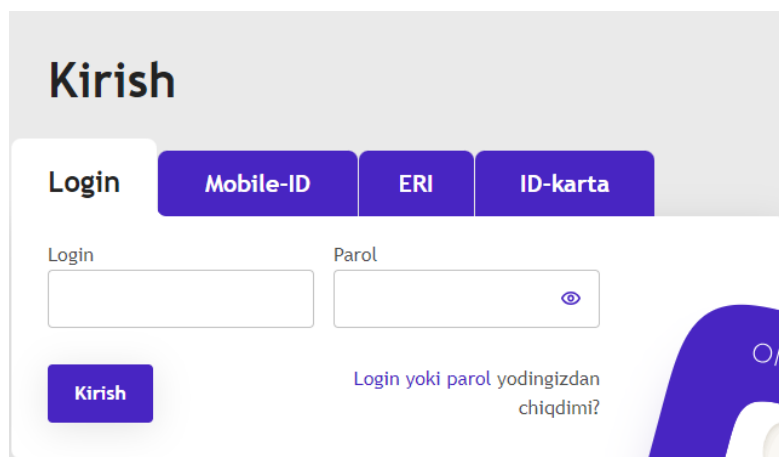 Kirish
Login Mobile-ID ERI ID-karta
Login Parol
Kirish
Login yoki parol yodingizdan
chiqdimi?